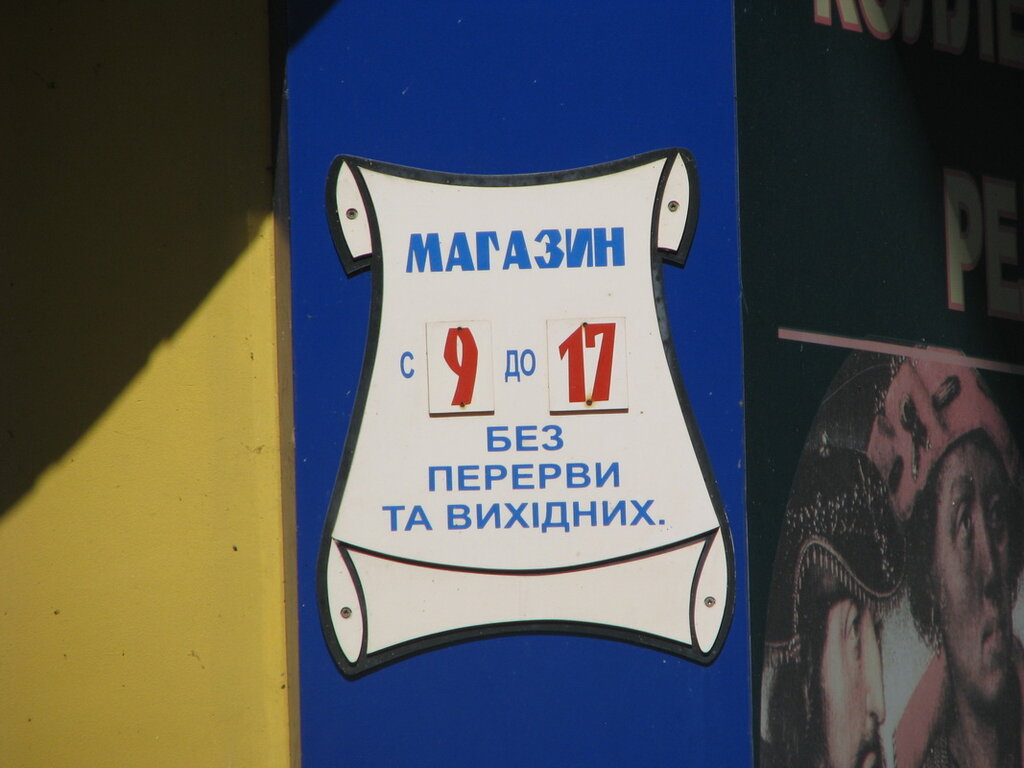 МАГАЗИН
С 9 ДО 17
БЕЗ
ПЕРЕРВИ
ТА ВИХІДНИХ.